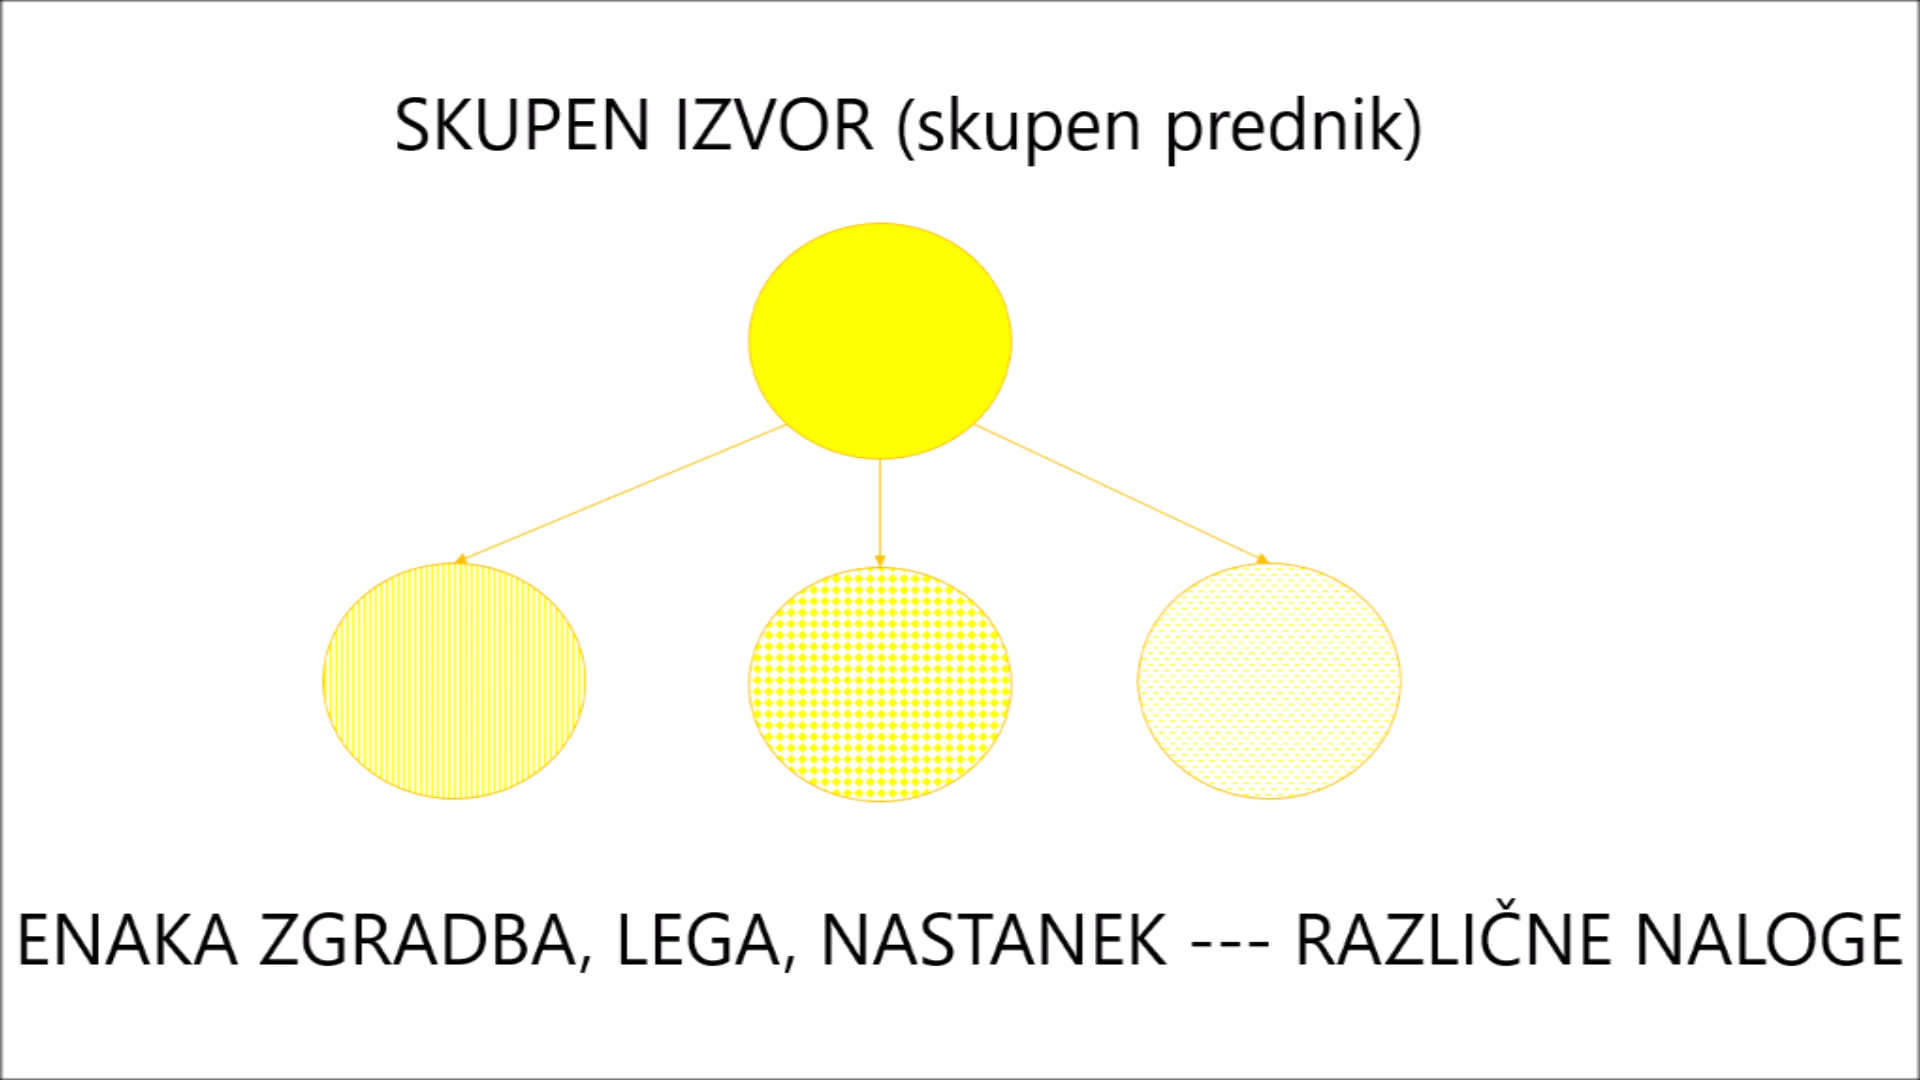 SKUPEN IZVOR (skupen prednik)
ENAKA ZGRADBA, LEGA, NASTANEK --- RAZLIČNE NALOGE